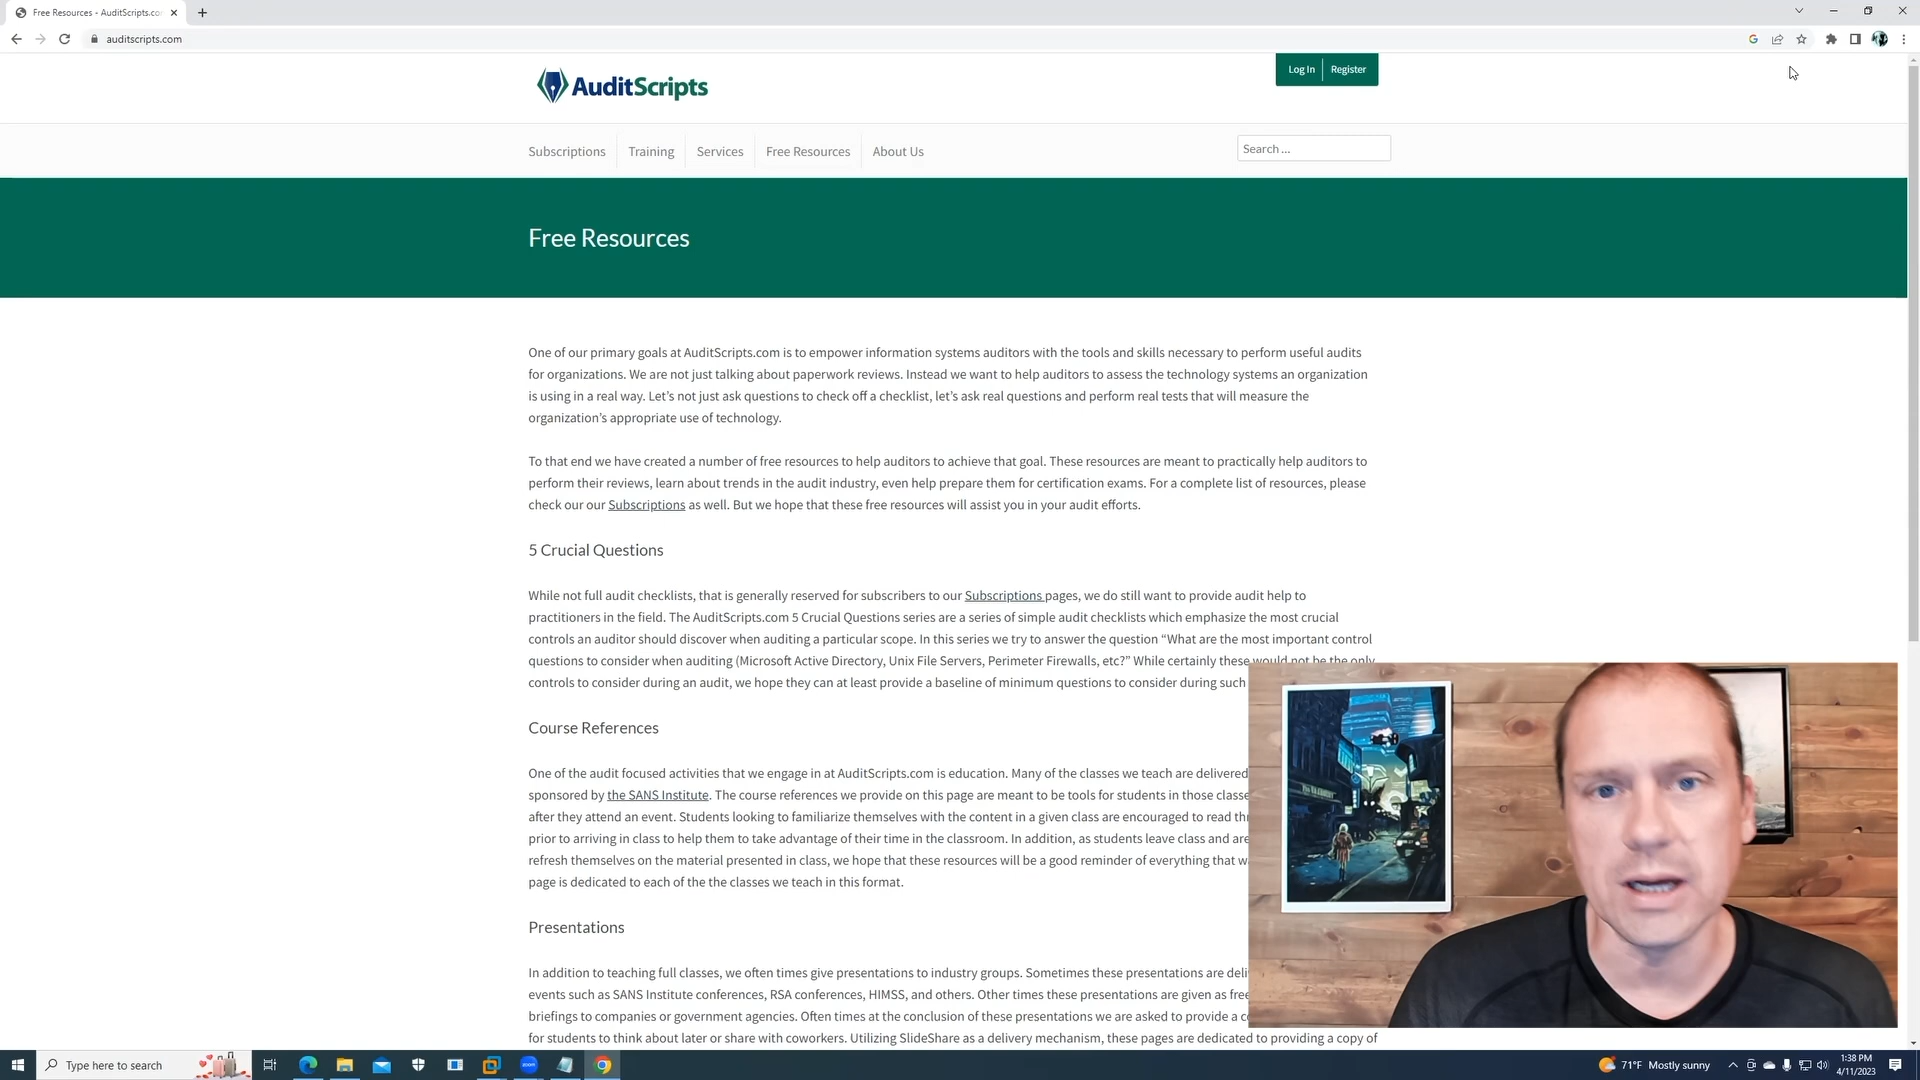 Free Resources - AuditScripts.co
auditscripts.com
AuditScripts
Log In
Register
Subscriptions
Training
Services
Free Resources
About Us
Search ...
Free Resources
One of our primary goals at AuditScripts.com is to empower information systems auditors with the tools and skills necessary to perform useful audits
for organizations. We are not just talking about paperwork reviews. Instead we want to help auditors to assess the technology systems an organization
is using in a real way. Let’s not just ask questions to check off a checklist, let’s ask real questions and perform real tests that will measure the
organization’s appropriate use of technology.
To that end we have created a number of free resources to help auditors to achieve that goal. These resources are meant to practically help auditors to
perform their reviews, learn about trends in the audit industry, even help prepare them for certification exams. For a complete list of resources, please
check our our Subscriptions as well. But we hope that these free resources will assist you in your audit efforts.
5 Crucial Questions
While not full audit checklists, that is generally reserved for subscribers to our Subscriptions pages, we do still want to provide audit help to
practitioners in the field. The AuditScripts.com 5 Crucial Questions series are a series of simple audit checklists which emphasize the most crucial
controls an auditor should discover when auditing a particular scope. In this series we try to answer the question “What are the most important control
questions to consider when auditing (Microsoft Active Directory, Unix File Servers, Perimeter Firewalls, etc?” While certainly these would not be the only
controls to consider during an audit, we hope they can at least provide a baseline of minimum questions to consider during such
Course References
One of the audit focused activities that we engage in at AuditScripts.com is education. Many of the classes we teach are delivered
sponsored by the SANS Institute. The course references we provide on this page are meant to be tools for students in those classe
after they attend an event. Students looking to familiarize themselves with the content in a given class are encouraged to read th
prior to arriving in class to help them to take advantage of their time in the classroom. In addition, as students leave class and are
refresh themselves on the material presented in class, we hope that these resources will be a good reminder of everything that w
page is dedicated to each of the the classes we teach in this format.
Presentations
In addition to teaching full classes, we often times give presentations to industry groups. Sometimes these presentations are deli
events such as SANS Institute conferences, RSA conferences, HIMSS, and others. Other times these presentations are given as free
briefings to companies or government agencies. Often times at the conclusion of these presentations we are asked to provide a c
for students to think about later or share with coworkers. Utilizing SlideShare as a delivery mechanism, these pages are dedicated to providing a copy of
Type here to search
zoom
71°F Mostly sunny
1:38 PM
4/11/2023